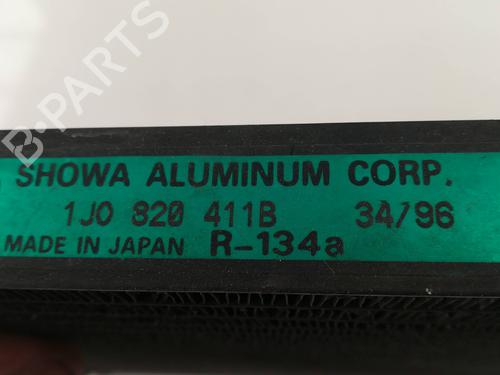 B-PARTS
SHOWA ALUMINUM CORP.
1J0 820 411B 34/96
MADE IN JAPAN R-134a